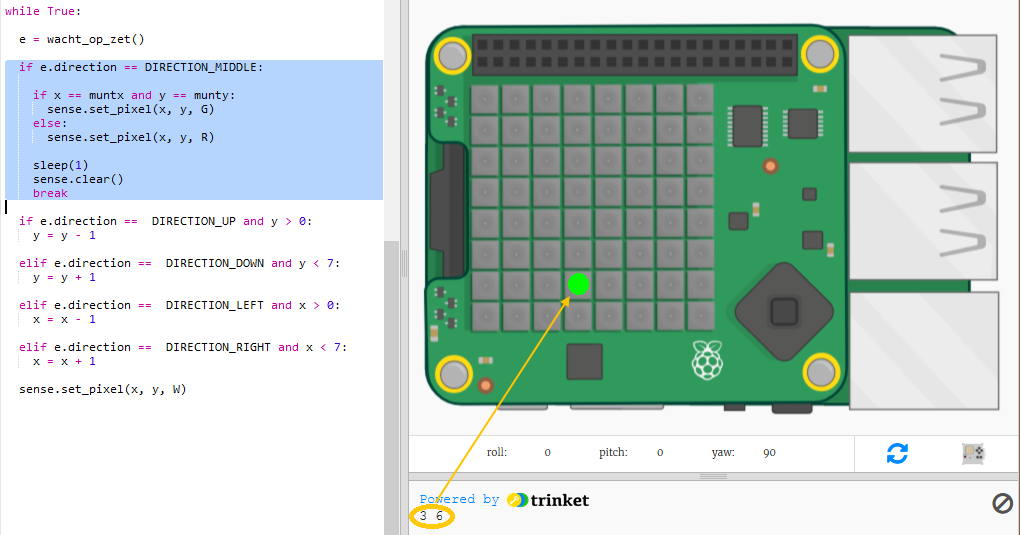 while True:
e = wacht_op_zet()
if e.direction == DIRECTION_MIDDLE:
if x == muntx and y == munty:
sense.set_pixel(x, y, G)
else:
sense.set_pixel(x, y, R)
sleep(1)
sense.clear()
break
if e.direction ==  DIRECTION_UP and y > 0:
y = y - 1
elif e.direction ==  DIRECTION_DOWN and y < 7:
y = y + 1
elif e.direction ==  DIRECTION_LEFT and x > 0:
x = x - 1
elif e.direction ==  DIRECTION_RIGHT and x < 7:
x = x + 1
sense.set_pixel(x, y, W)
roll: 0 pitch: 0 yaw: 90
Powered by trinket
3 6